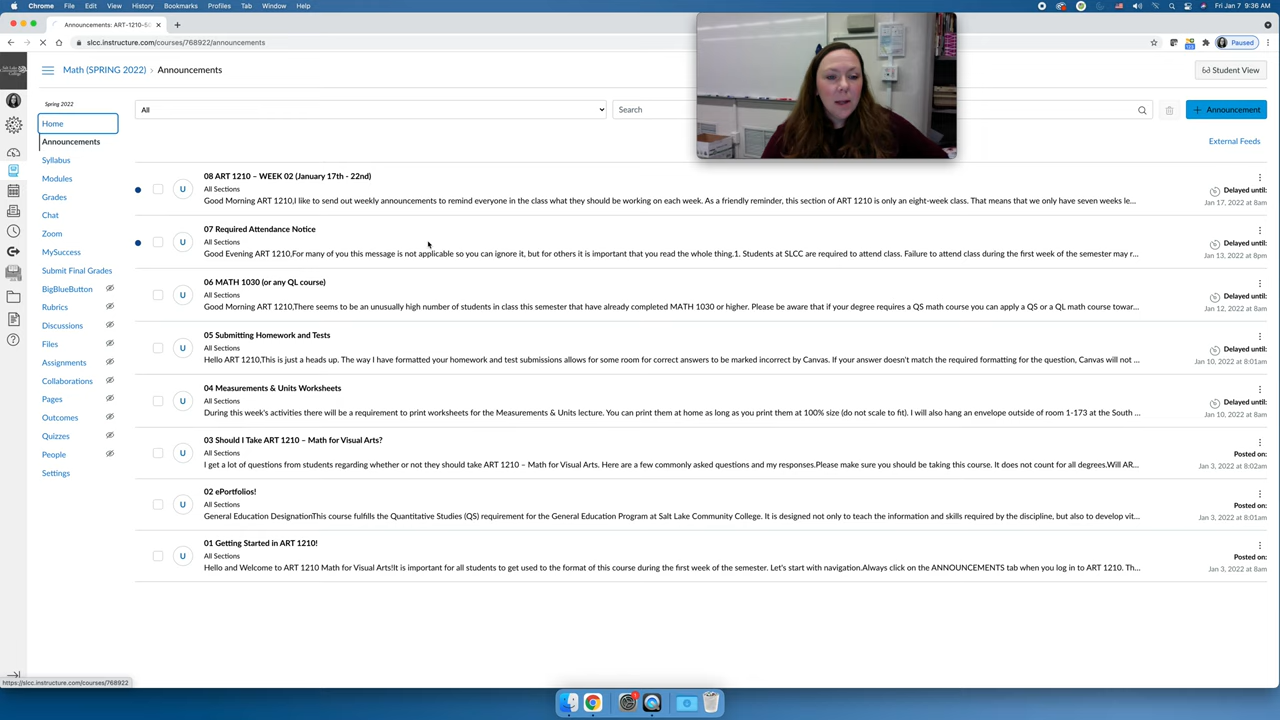 Chrome File Edit View History Bookmarks Profiles Tab Window Help Fri Jan 7 9:36 AM
Announcements: ART-1210-50
slcc.instructure.com/courses/768922/announcements Paused
Math (SPRING 2022) › Announcements Student View
Spring 2022
All Search + Announcement
Home
Announcements
External Feeds
Syllabus
Modules
Grades
Chat
Zoom
MySuccess
Submit Final Grades
BigBlueButton
Rubrics
Discussions
Files
Assignments
Collaborations
Pages
Outcomes
Quizzes
People
Settings
08 ART 1210 – WEEK 02 (January 17th - 22nd)
All Sections Delayed until:
Good Morning ART 1210,I like to send out weekly announcements to remind everyone in the class what they should be working on each week. As a friendly reminder, this section of ART 1210 is only an eight-week class. That means that we only have seven weeks le... Jan 17, 2022 at 8am
07 Required Attendance Notice
All Sections Delayed until:
Good Evening ART 1210,For many of you this message is not applicable so you can ignore it, but for others it is important that you read the whole thing.1. Students at SLCC are required to attend class. Failure to attend class during the first week of the semester may r... Jan 13, 2022 at 8pm
06 MATH 1030 (or any QL course)
All Sections Delayed until:
Good Morning ART 1210,There seems to be an unusually high number of students in class this semester that have already completed MATH 1030 or higher. Please be aware that if your degree requires a QS math course you can apply a QS or a QL math course towar... Jan 12, 2022 at 8am
05 Submitting Homework and Tests
All Sections Delayed until:
Hello ART 1210,This is just a heads up. The way I have formatted your homework and test submissions allows for some room for correct answers to be marked incorrect by Canvas. If your answer doesn't match the required formatting for the question, Canvas will not ... Jan 10, 2022 at 8:01am
04 Measurements & Units Worksheets
All Sections Delayed until:
During this week's activities there will be a requirement to print worksheets for the Measurements & Units lecture. You can print them at home as long as you print them at 100% size (do not scale to fit). I will also hang an envelope outside of room 1-173 at the South ... Jan 10, 2022 at 8am
03 Should I Take ART 1210 – Math for Visual Arts?
All Sections Posted on:
I get a lot of questions from students regarding whether or not they should take ART 1210 – Math for Visual Arts. Here are a few commonly asked questions and my responses.Please make sure you should be taking this course. It does not count for all degrees.Will AR... Jan 3, 2022 at 8:02am
02 ePortfolios!
All Sections Posted on:
General Education DesignationThis course fulfills the Quantitative Studies (QS) requirement for the General Education Program at Salt Lake Community College. It is designed not only to teach the information and skills required by the discipline, but also to develop vit... Jan 3, 2022 at 8:01am
01 Getting Started in ART 1210!
All Sections Posted on:
Hello and Welcome to ART 1210 Math for Visual Arts!It is important for all students to get used to the format of this course during the first week of the semester. Let's start with navigation.Always click on the ANNOUNCEMENTS tab when you log in to ART 1210. Th... Jan 3, 2022 at 8am
https://slcc.instructure.com/courses/768922